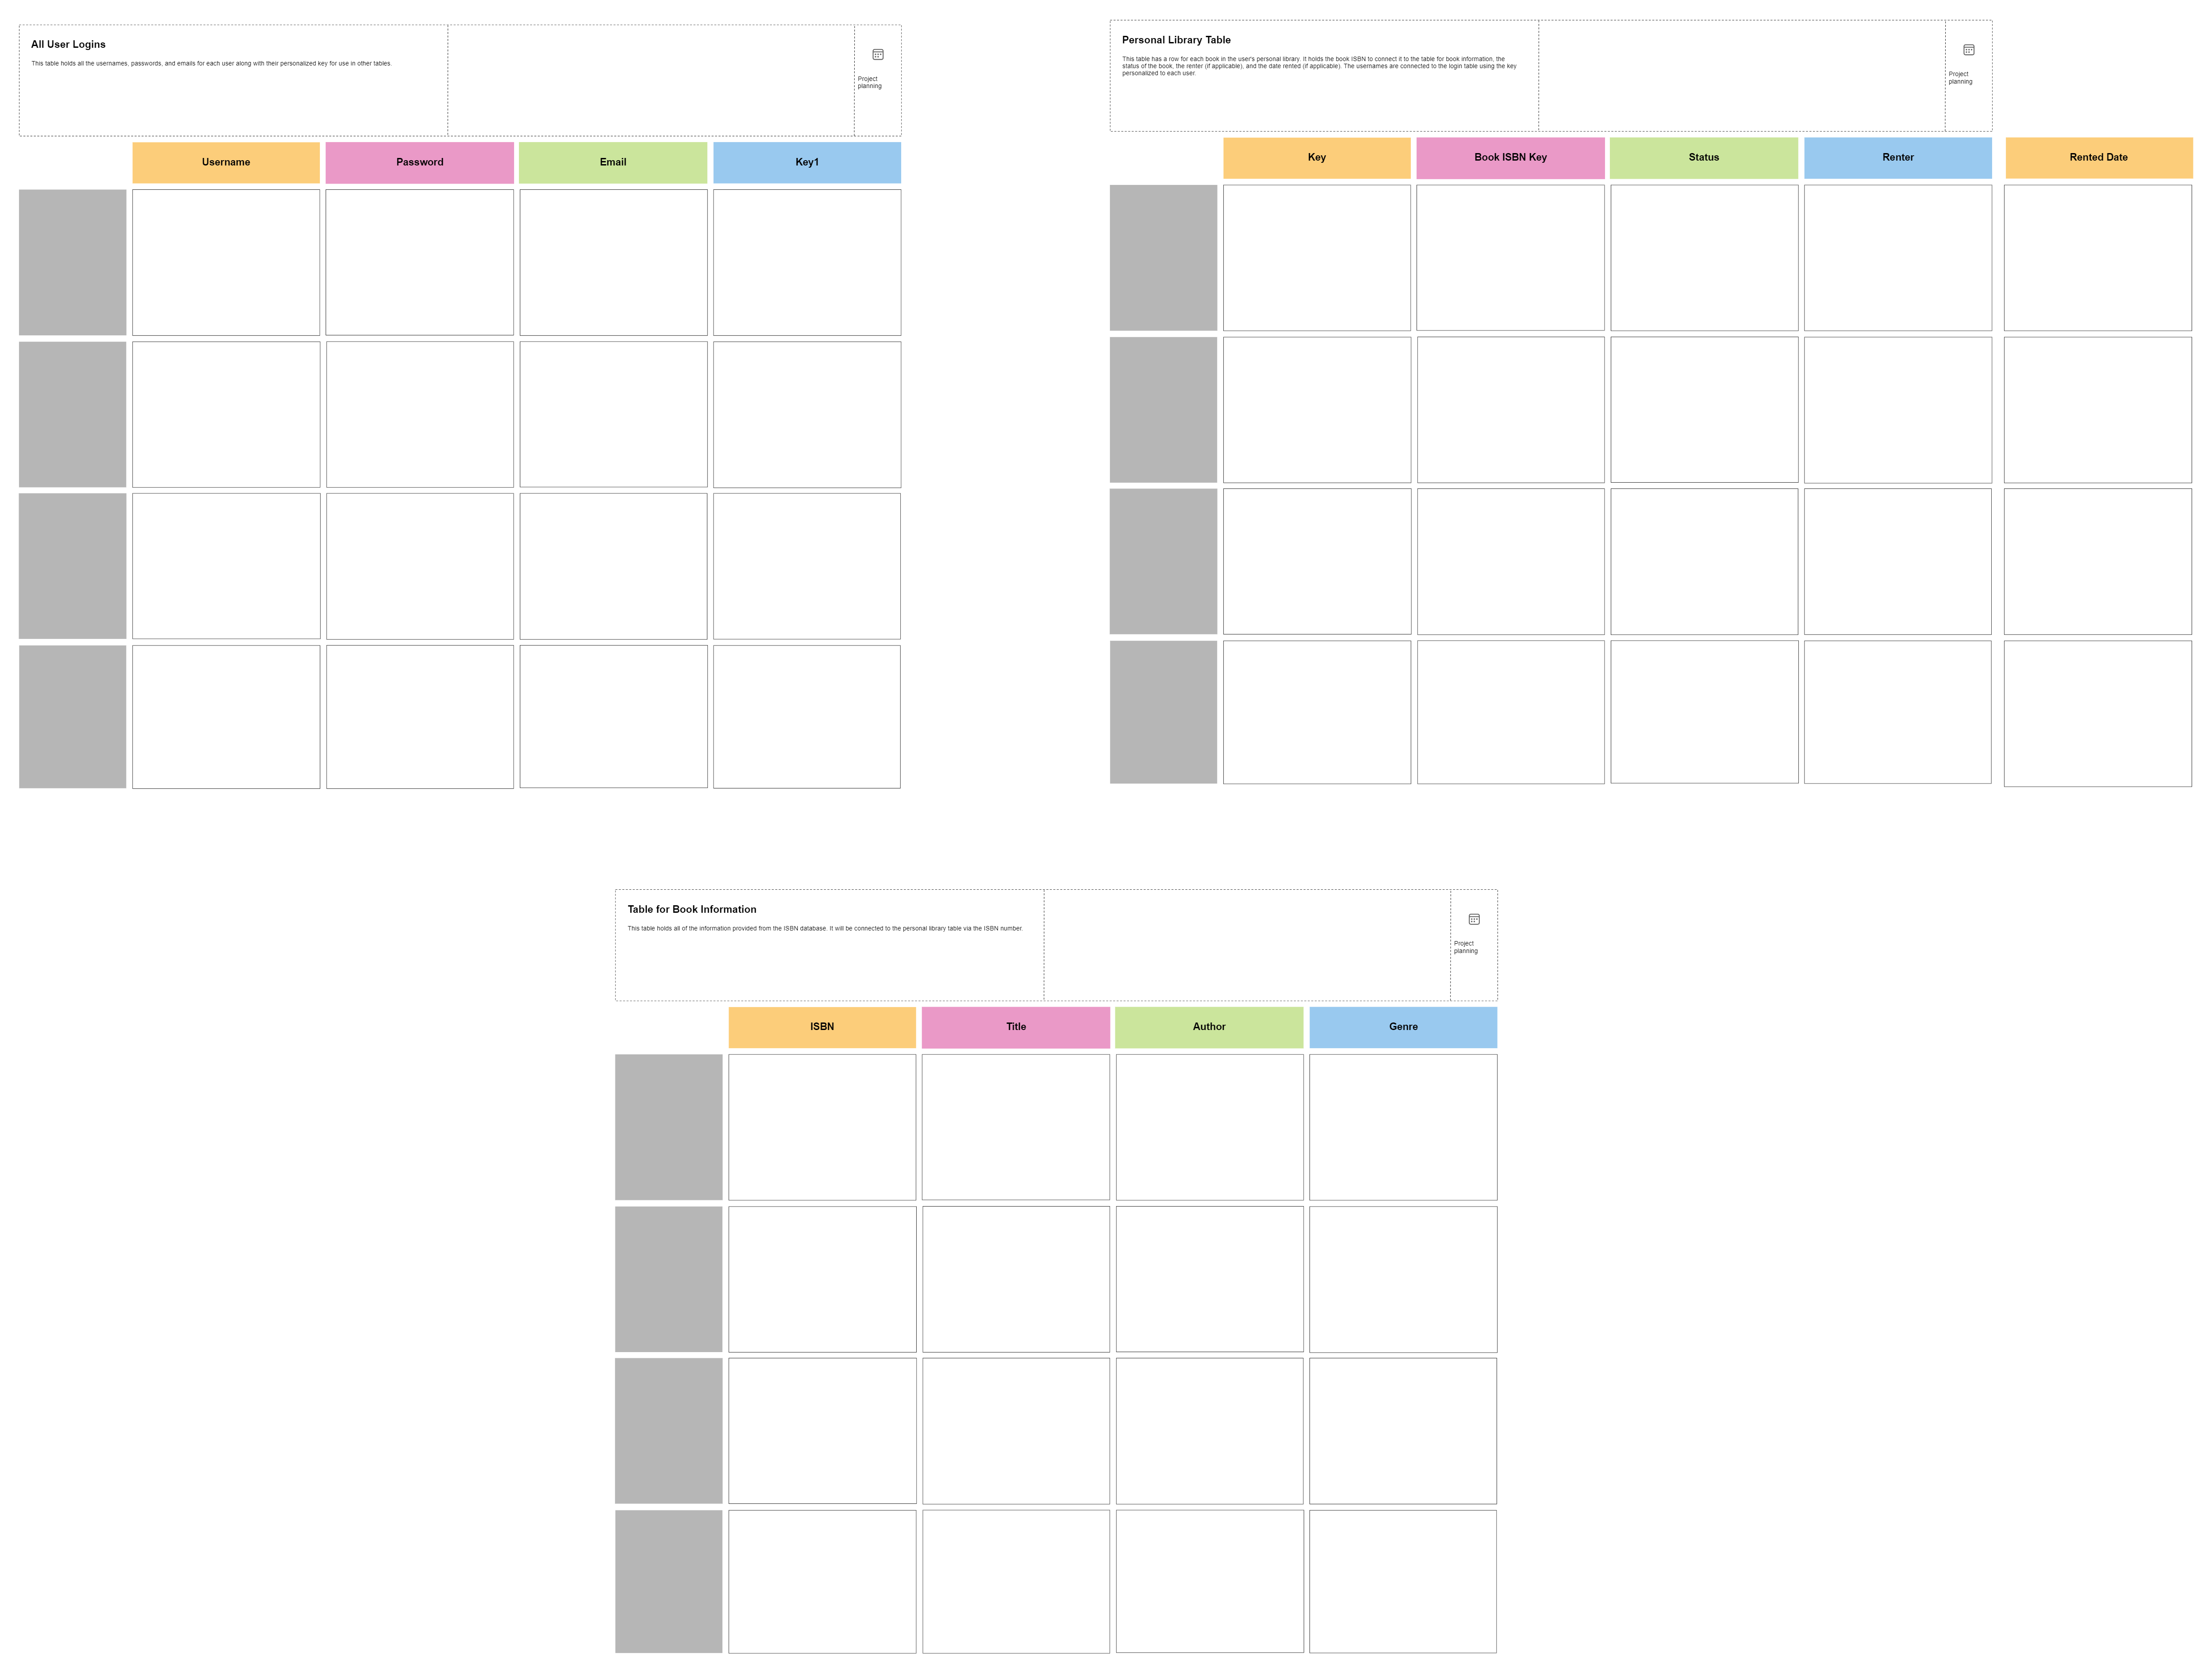 All User Logins
This table holds all the usernames, passwords, and emails for each user along with their personalized key for use in other tables.
Project
planning
Username
Password
Email
Key1
Personal Library Table
This table has a row for each book in the user's personal library. It holds the book ISBN to connect it to the table for book information, the
status of the book, the renter (if applicable), and the date rented (if applicable). The usernames are connected to the login table using the key
personalized to each user.
Project
planning
Key
Book ISBN Key
Status
Renter
Rented Date
Table for Book Information
This table holds all of the information provided from the ISBN database. It will be connected to the personal library table via the ISBN number.
Project
planning
ISBN
Title
Author
Genre